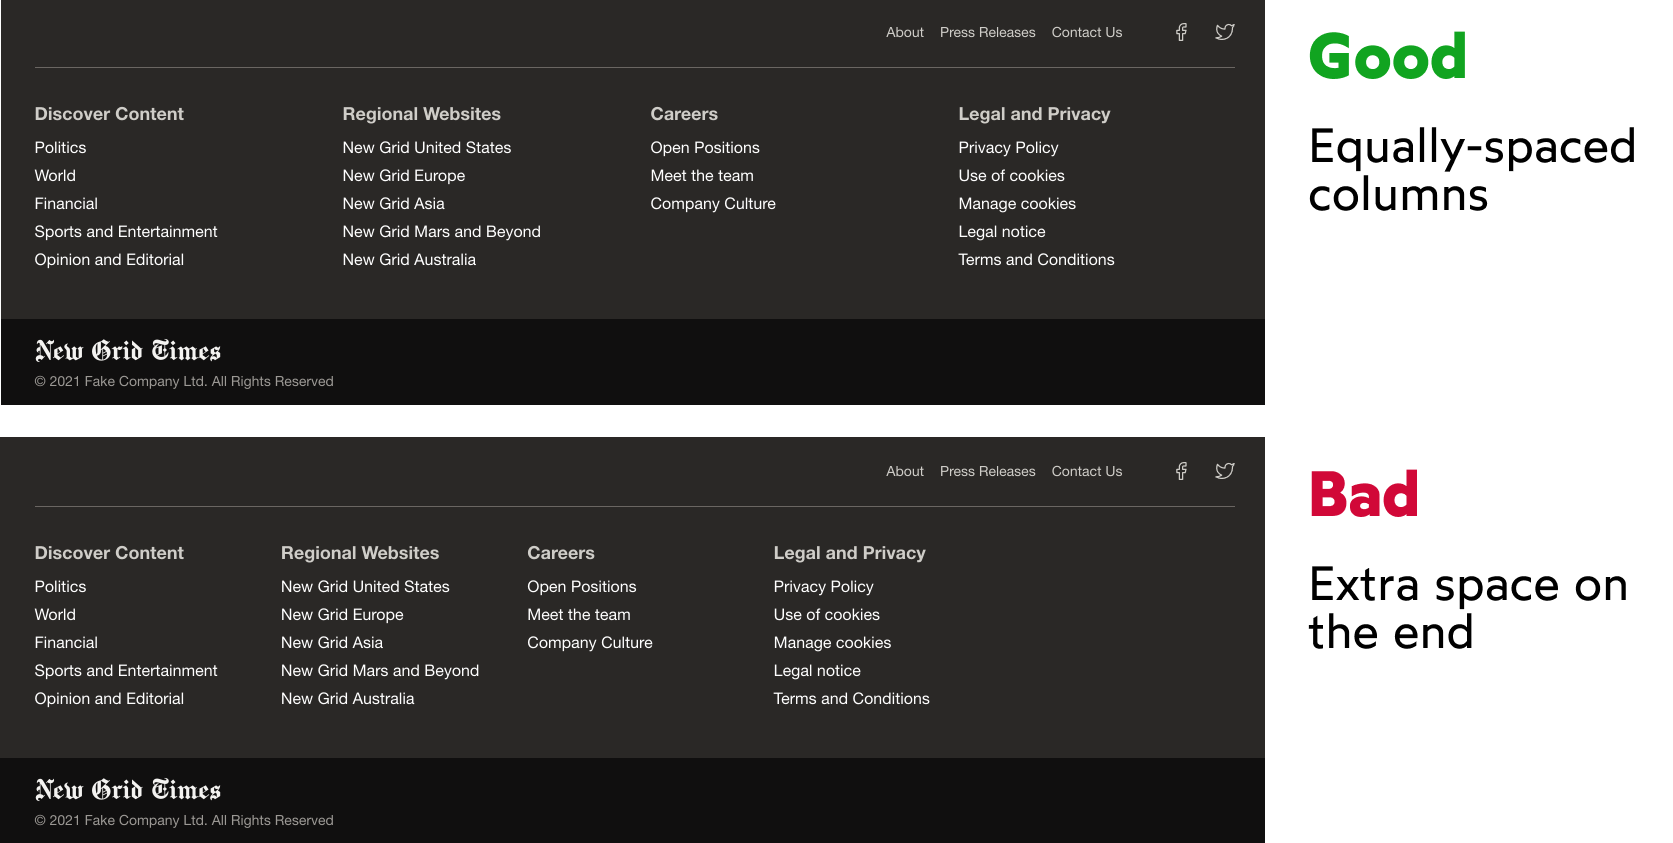 About Press Releases Contact Us
Good
Equally-spaced
columns
Discover Content
Politics
World
Financial
Sports and Entertainment
Opinion and Editorial
Regional Websites
New Grid United States
New Grid Europe
New Grid Asia
New Grid Mars and Beyond
New Grid Australia
Careers
Open Positions
Meet the team
Company Culture
Legal and Privacy
Privacy Policy
Use of cookies
Manage cookies
Legal notice
Terms and Conditions
New Grid Times
© 2021 Fake Company Ltd. All Rights Reserved
About Press Releases Contact Us
Bad
Extra space on
the end
Discover Content
Politics
World
Financial
Sports and Entertainment
Opinion and Editorial
Regional Websites
New Grid United States
New Grid Europe
New Grid Asia
New Grid Mars and Beyond
New Grid Australia
Careers
Open Positions
Meet the team
Company Culture
Legal and Privacy
Privacy Policy
Use of cookies
Manage cookies
Legal notice
Terms and Conditions
New Grid Times
© 2021 Fake Company Ltd. All Rights Reserved